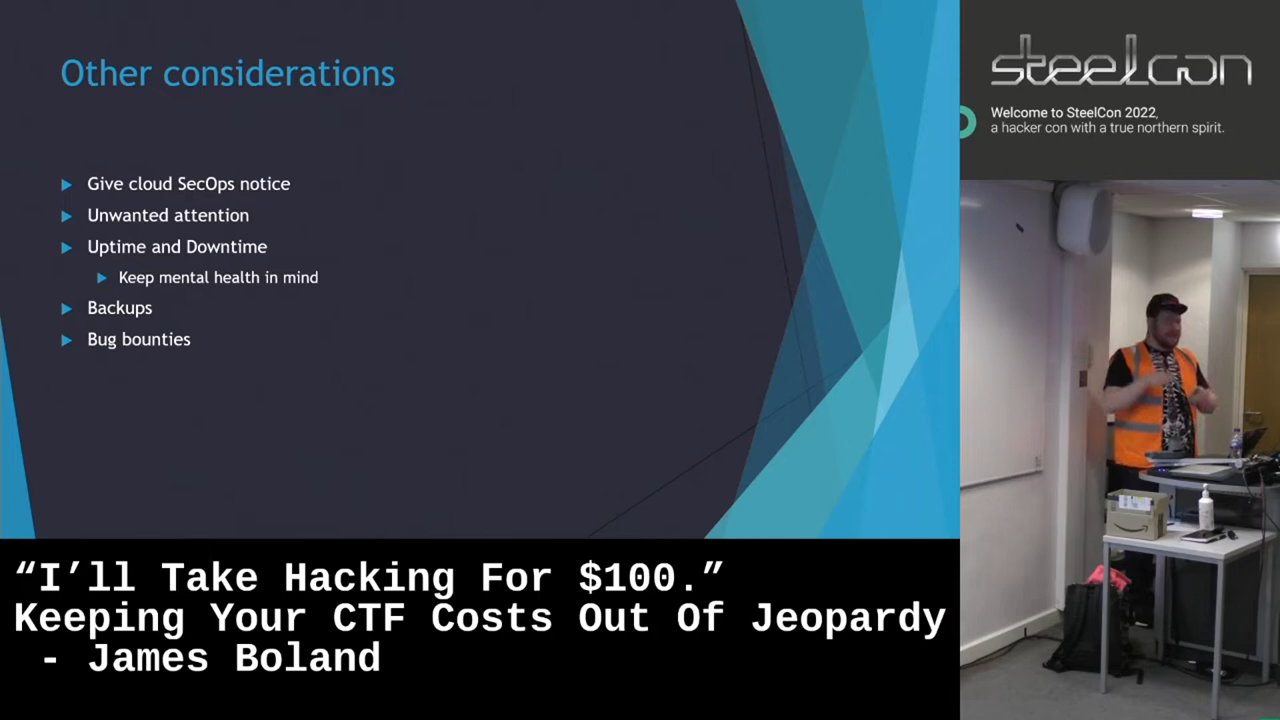 Other considerations
Give cloud SecOps notice
Unwanted attention
Uptime and Downtime
Keep mental health in mind
Backups
Bug bounties
steelcon
Welcome to SteelCon 2022,
a hacker con with a true northern spirit.
“I’ll Take Hacking For $100.”
Keeping Your CTF Costs Out Of Jeopardy
- James Boland